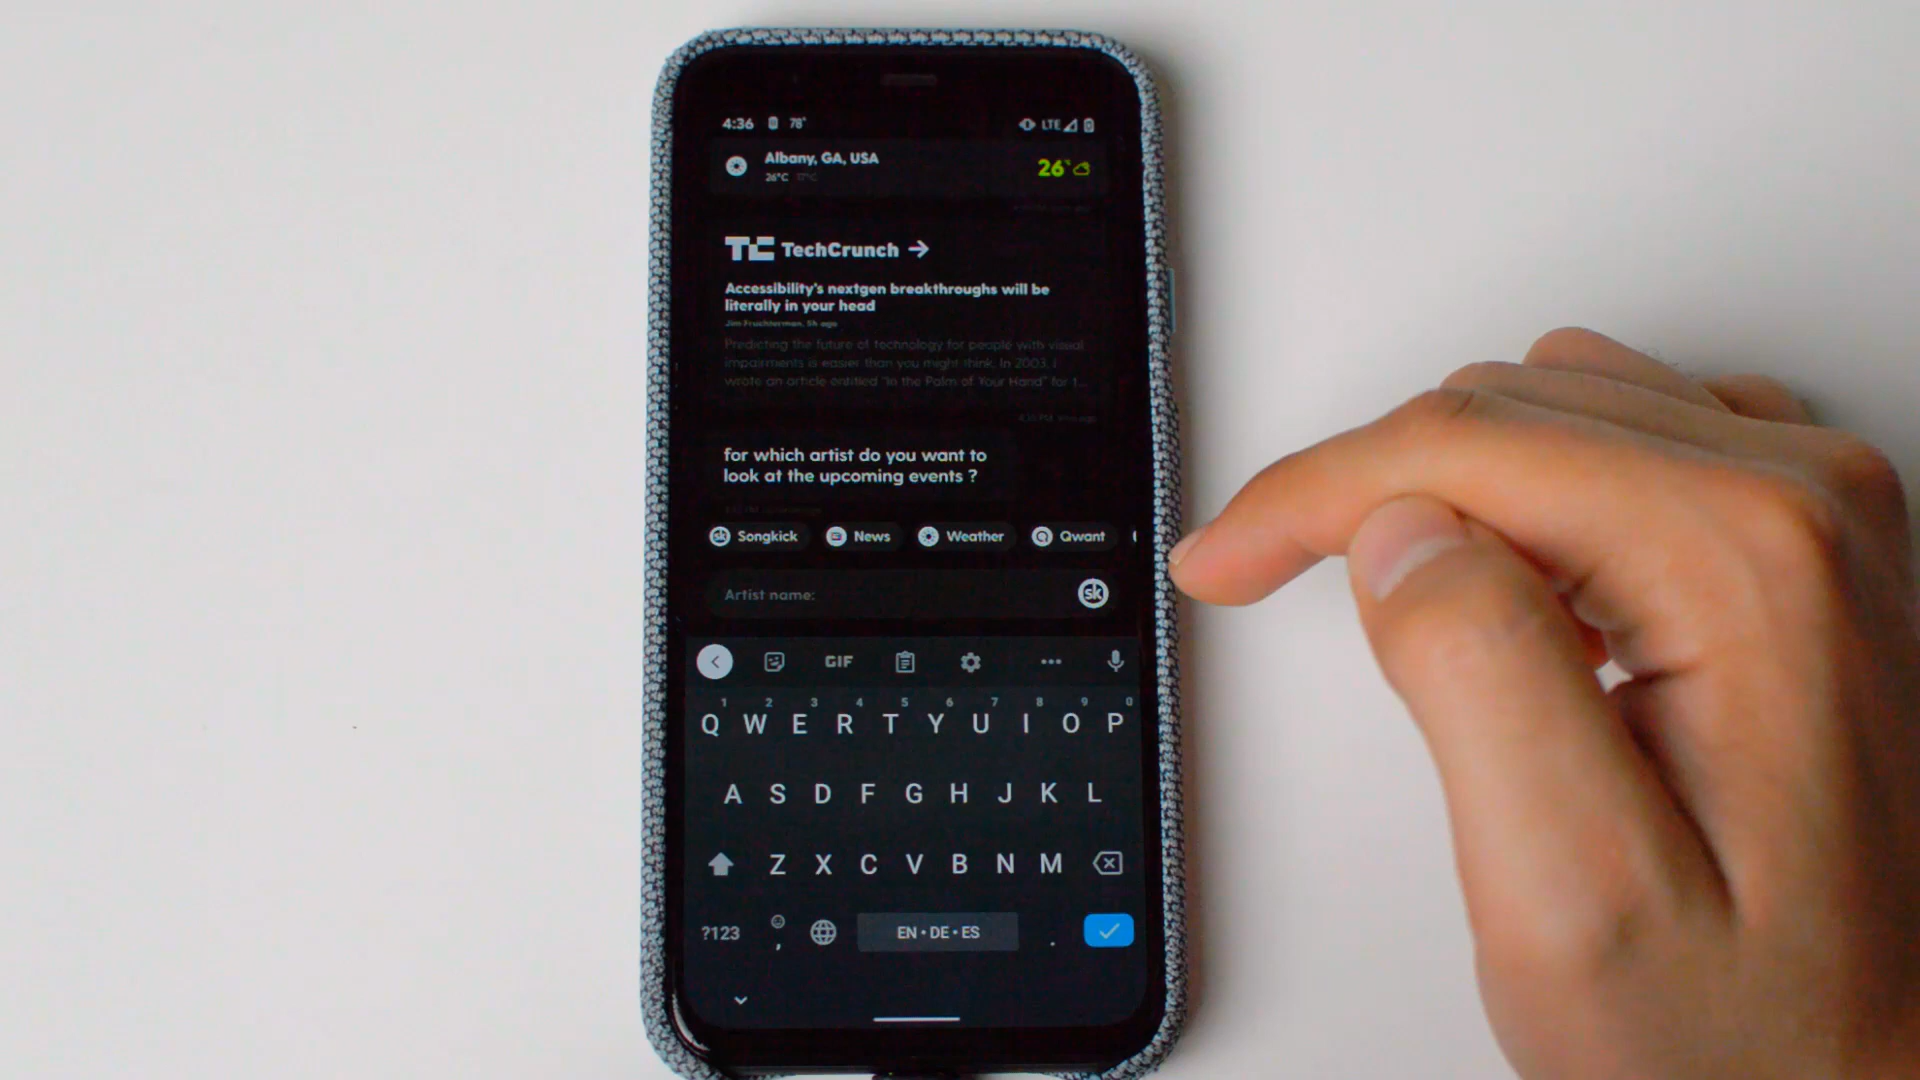 4:36 78°
LTE
Albany, GA, USA
26°C 17°C
26°
TC TechCrunch →
Accessibility's nextgen breakthroughs will be
literally in your head
Jim Fruchterman, 5h ago
Predicting the future of technology for people with visual
impairments is easier than you might think. In 2003, I
wrote an article entitled "In the Palm of Your Hand" for t...
for which artist do you want to
look at the upcoming events ?
sk Songkick News Weather Qwant
Artist name: sk
GIF
1 2 3 4 5 6 7 8 9 0
Q W E R T Y U I O P
A S D F G H J K L
Z X C V B N M
?123 , EN • DE • ES .